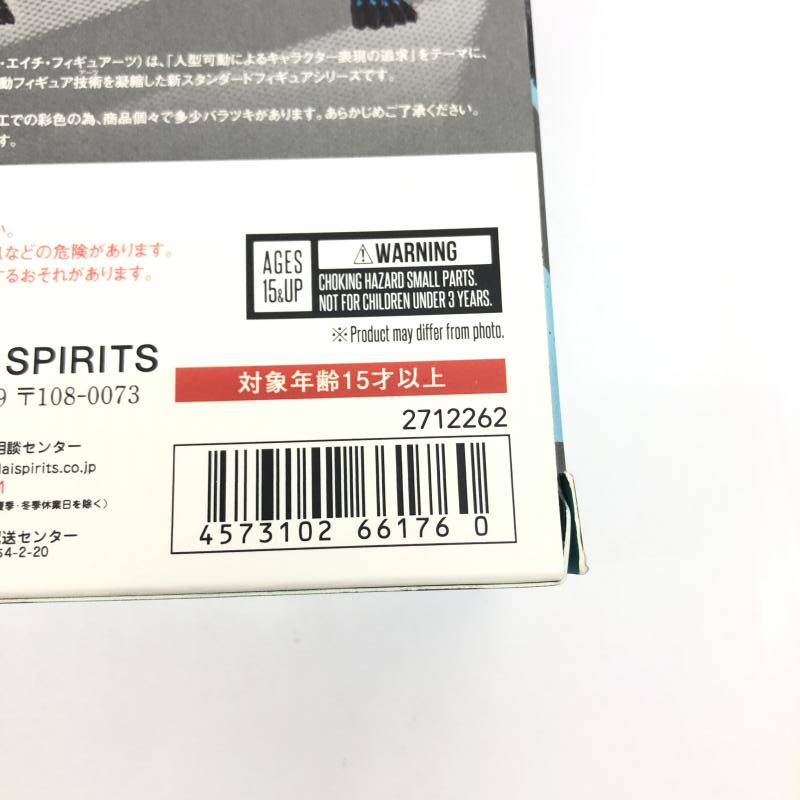 ・エイチ・フィギュアーツ）は、「人型可動によるキャラクター表現の追求」をテーマに、
動フィギュア技術を凝縮した新スタンダードフィギュアシリーズです。
工での彩色の為、商品個々で多少バラツキがあります。あらかじめご了承ください。
す。
い。
などの危険があります。
するおそれがあります。
AGES
15&UP
⚠WARNING
CHOKING HAZARD SMALL PARTS.
NOT FOR CHILDREN UNDER 3 YEARS.
※Product may differ from photo.
SPIRITS
9 〒108-0073
対象年齢15才以上
2712262
相談センター
daispirits.co.jp
夏季・冬季休業日を除く）
配送センター
54-2-20
4573102 66176 0